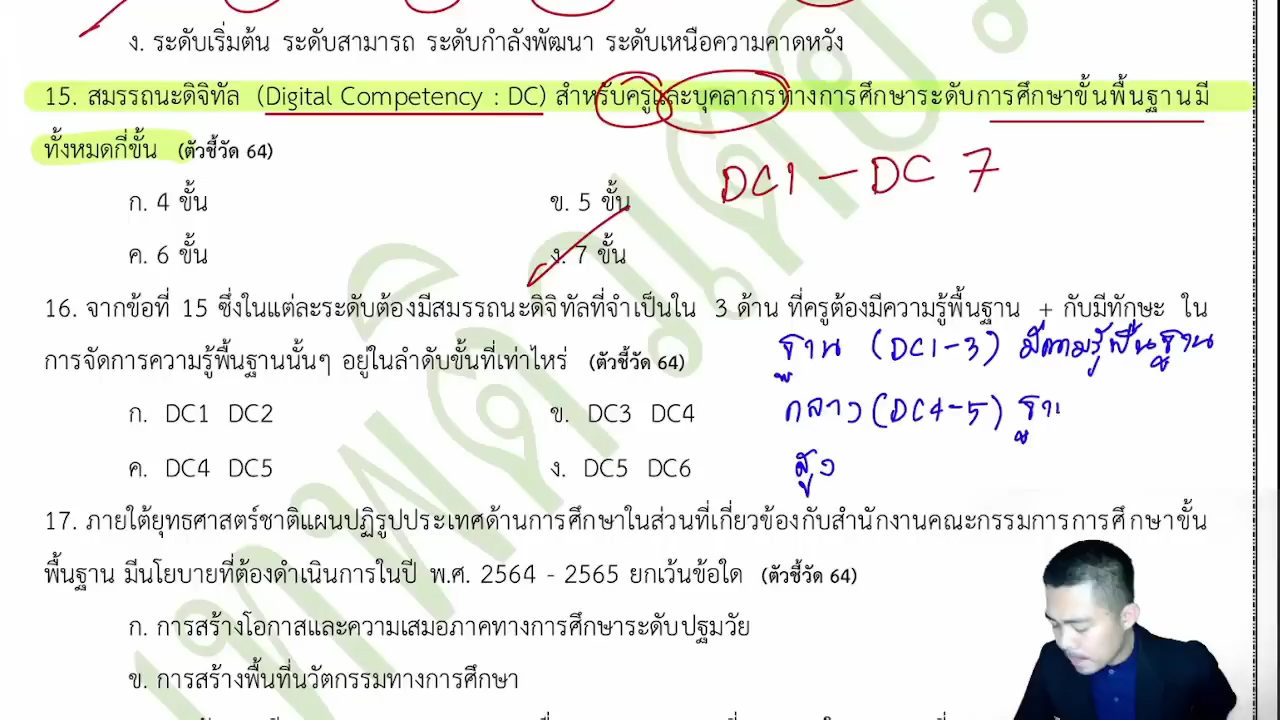 ง. ระดับเริ่มต้น ระดับสามารถ ระดับกำลังพัฒนา ระดับเหนือความคาดหวัง
15. สมรรถนะดิจิทัล (Digital Competency : DC) สำหรับครูและบุคลากรทางการศึกษาระดับการศึกษาขั้นพื้นฐานมี
ทั้งหมดกี่ขั้น (ตัวชี้วัด 64)
DC1 – DC 7
ก. 4 ขั้น ข. 5 ขั้น
ค. 6 ขั้น ง. 7 ขั้น
16. จากข้อที่ 15 ซึ่งในแต่ละระดับต้องมีสมรรถนะดิจิทัลที่จำเป็นใน 3 ด้าน ที่ครูต้องมีความรู้พื้นฐาน + กับมีทักษะ ใน
การจัดการความรู้พื้นฐานนั้นๆ อยู่ในลำดับขั้นที่เท่าไหร่ (ตัวชี้วัด 64)
ฐาน (DC1-3) มีความรู้พื้นฐาน
ก. DC1 DC2 ข. DC3 DC4
กลาง (DC4-5) ฐาน
ค. DC4 DC5 ง. DC5 DC6
สูง
17. ภายใต้ยุทธศาสตร์ชาติแผนปฏิรูปประเทศด้านการศึกษาในส่วนที่เกี่ยวข้องกับสำนักงานคณะกรรมการการศึกษาขั้น
พื้นฐาน มีนโยบายที่ต้องดำเนินการในปี พ.ศ. 2564 - 2565 ยกเว้นข้อใด (ตัวชี้วัด 64)
ก. การสร้างโอกาสและความเสมอภาคทางการศึกษาระดับปฐมวัย
ข. การสร้างพื้นที่นวัตกรรมทางการศึกษา